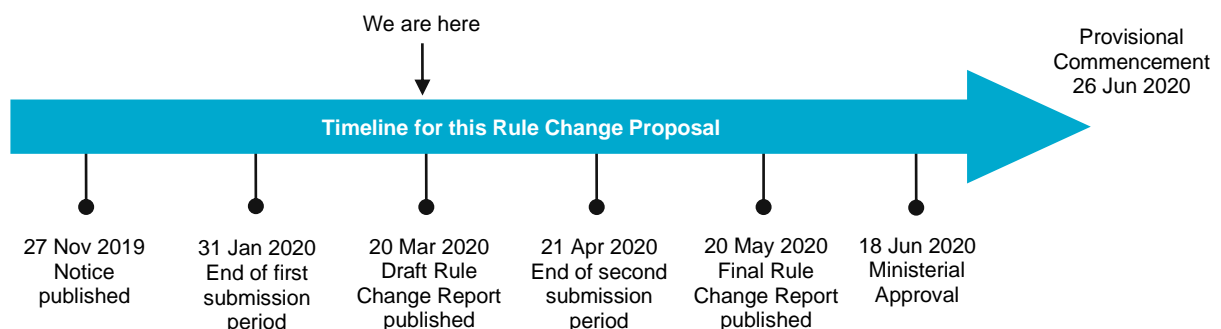 We are here
Provisional
Commencement
26 Jun 2020
Timeline for this Rule Change Proposal
27 Nov 2019
Notice
published
31 Jan 2020
End of first
submission
period
20 Mar 2020
Draft Rule
Change Report
published
21 Apr 2020
End of second
submission
period
20 May 2020
Final Rule
Change Report
published
18 Jun 2020
Ministerial
Approval